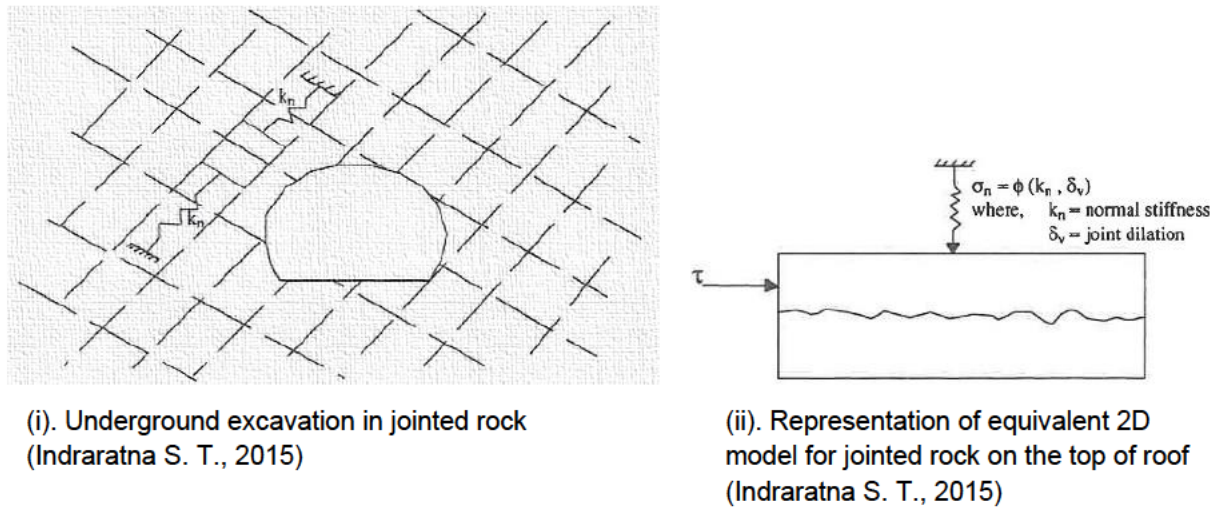 kn
kn
σn = ϕ (kn , δv)
where, kn = normal stiffness
δv = joint dilation
τ
(i). Underground excavation in jointed rock
(Indraratna S. T., 2015)
(ii). Representation of equivalent 2D
model for jointed rock on the top of roof
(Indraratna S. T., 2015)